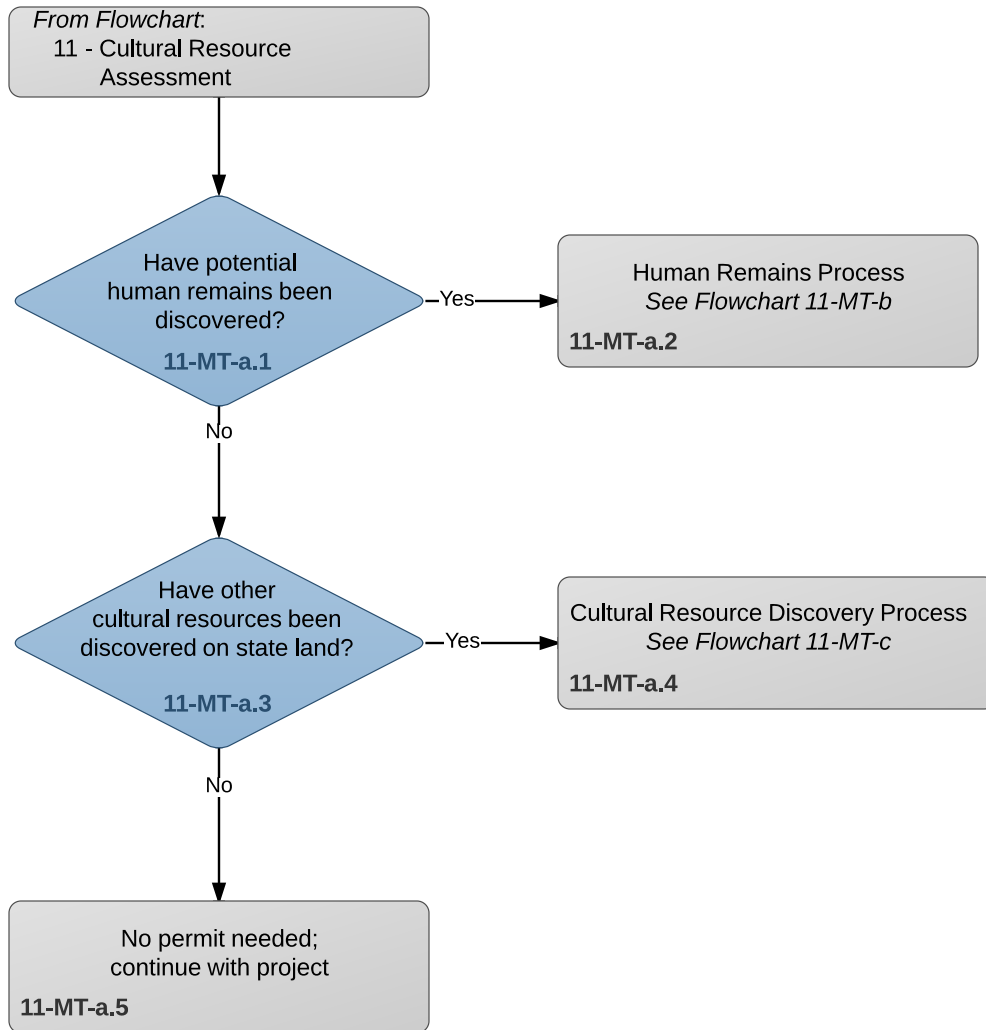 From Flowchart:
11 - Cultural Resource
Assessment
Have potential
human remains been
discovered?
11-MT-a.1
Yes
Human Remains Process
See Flowchart 11-MT-b
11-MT-a.2
No
Have other
cultural resources been
discovered on state land?
11-MT-a.3
Yes
Cultural Resource Discovery Process
See Flowchart 11-MT-c
11-MT-a.4
No
No permit needed;
continue with project
11-MT-a.5